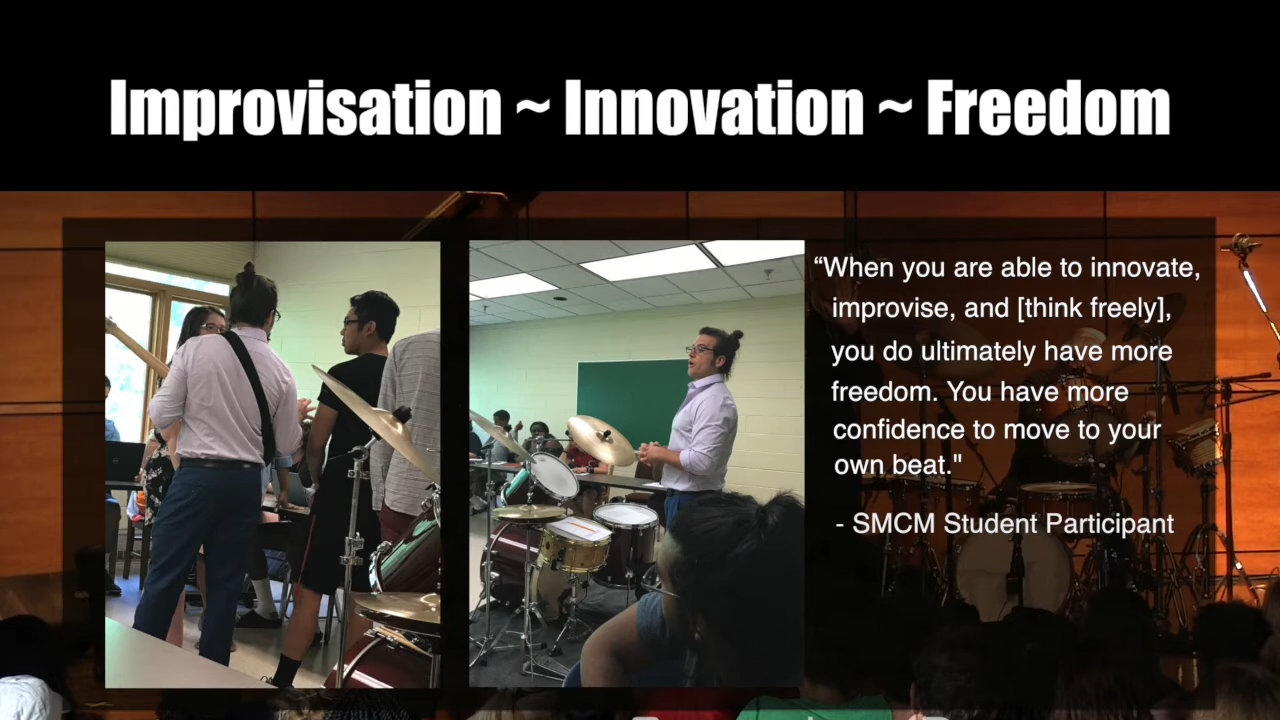 Improvisation ~ Innovation ~ Freedom
“When you are able to innovate,
improvise, and [think freely],
you do ultimately have more
freedom. You have more
confidence to move to your
own beat."
- SMCM Student Participant